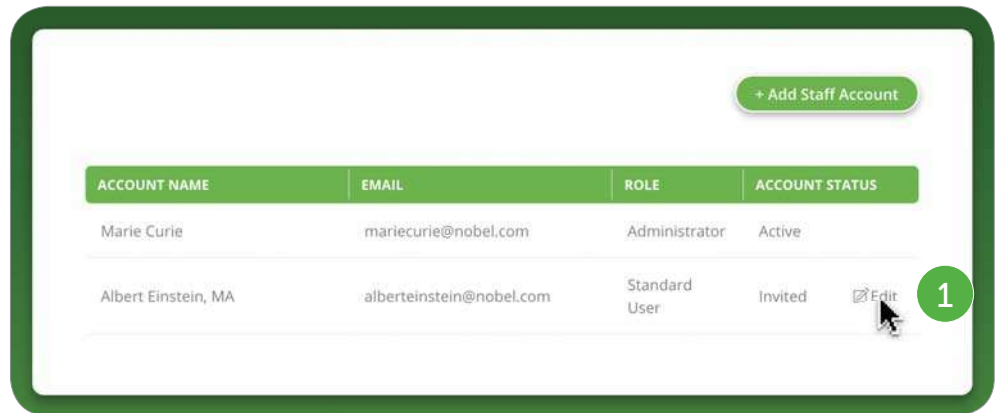 + Add Staff Account
ACCOUNT NAME EMAIL ROLE ACCOUNT STATUS
Marie Curie mariecurie@nobel.com Administrator Active
Albert Einstein, MA alberteinstein@nobel.com Standard User Invited Edit 1